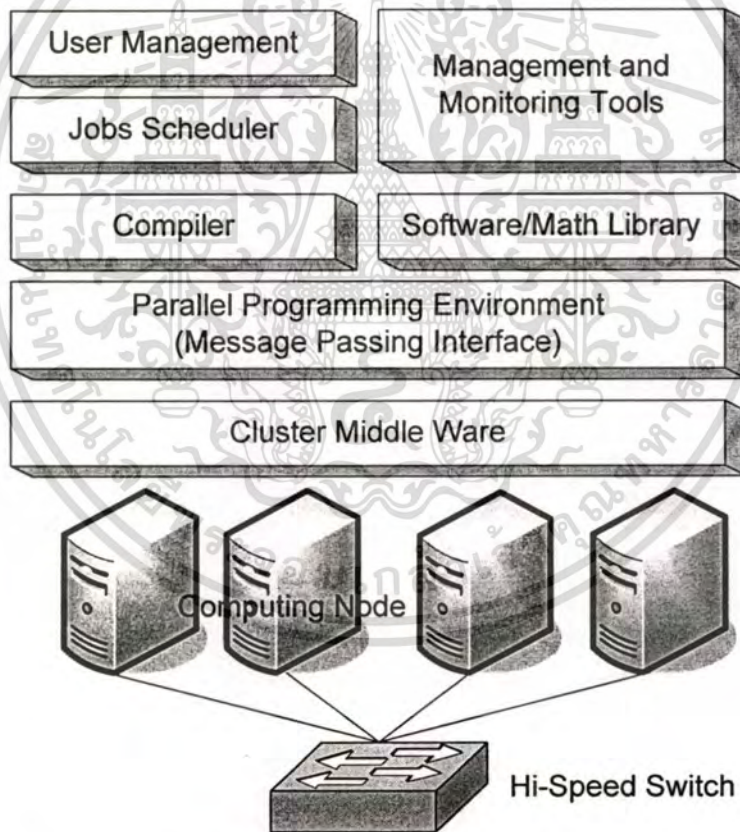 User Management
Management and
Monitoring Tools
Jobs Scheduler
Compiler
Software/Math Library
Parallel Programming Environment
(Message Passing Interface)
Cluster Middle Ware
Computing Node
Hi-Speed Switch